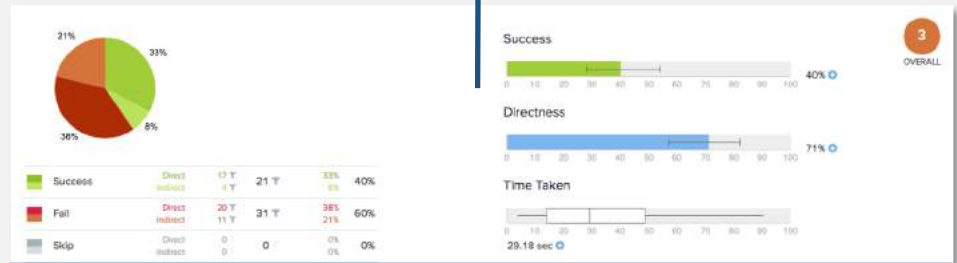 21%
33%
8%
38%
Success Direct 17 21 33% 40%
Indirect 4 8%
Fail Direct 20 31 38% 60%
Indirect 11 21%
Skip Direct 0 0 0% 0%
Indirect 0 0%
3
OVERALL
Success
40%
0 10 20 30 40 50 60 70 80 90 100
Directness
71%
0 10 20 30 40 50 60 70 80 90 100
Time Taken
0 10 20 30 40 50 60 70 80 90 100
29.18 sec